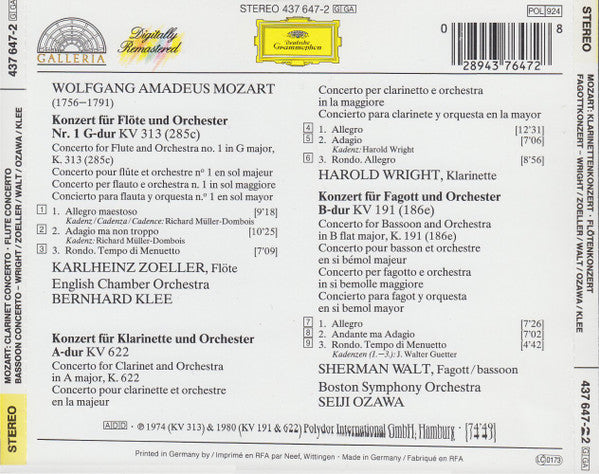 STEREO 437 647-2 GI GA
POL 924
GALLERIA
Digitally
Remastered
Deutsche
Grammophon
0 28943 76472 8
WOLFGANG AMADEUS MOZART
(1756–1791)
Konzert für Flöte und Orchester
Nr. 1 G-dur KV 313 (285c)
Concerto for Flute and Orchestra no. 1 in G major,
K. 313 (285c)
Concerto pour flûte et orchestre nº 1 en sol majeur
Concerto per flauto e orchestra n. 1 in sol maggiore
Concierto para flauta y orquesta n.º 1 en sol mayor
1 1. Allegro maestoso [9'18]
Kadenz / Cadenza / Cadence: Richard Müller-Dombois
2 2. Adagio ma non troppo [10'25]
Kadenz: Richard Müller-Dombois
3 3. Rondo. Tempo di Menuetto [7'09]
KARLHEINZ ZOELLER, Flöte
English Chamber Orchestra
BERNHARD KLEE
Konzert für Klarinette und Orchester
A-dur KV 622
Concerto for Clarinet and Orchestra
in A major, K. 622
Concerto pour clarinette et orchestre
en la majeur
Concerto per clarinetto e orchestra
in la maggiore
Concierto para clarinete y orquesta en la mayor
4 1. Allegro [12'31]
5 2. Adagio [7'06]
Kadenz: Harold Wright
6 3. Rondo. Allegro [8'56]
HAROLD WRIGHT, Klarinette
Konzert für Fagott und Orchester
B-dur KV 191 (186e)
Concerto for Bassoon and Orchestra
in B flat major, K. 191 (186e)
Concerto pour basson et orchestre
en si bémol majeur
Concerto per fagotto e orchestra
in si bemolle maggiore
Concierto para fagot y orquesta
en si bemol mayor
7 1. Allegro [7'26]
8 2. Andante ma Adagio [7'02]
9 3. Rondo. Tempo di Menuetto [4'42]
Kadenzen (1.–3.): J. Walter Guetter
SHERMAN WALT, Fagott / bassoon
Boston Symphony Orchestra
SEIJI OZAWA
ADD ℗ 1974 (KV 313) & 1980 (KV 191 & 622) Polydor International GmbH, Hamburg [74'49]
Printed in Germany by / Imprimé en RFA par Neef, Wittingen - Made in Germany / Fabriqué en RFA
LC 0173
437 647-2
MOZART: CLARINET CONCERTO · FLUTE CONCERTO
BASSOON CONCERTO – WRIGHT / ZOELLER / WALT / OZAWA / KLEE
STEREO
STEREO
MOZART: KLARINETTENKONZERT · FLÖTENKONZERT
FAGOTTKONZERT – WRIGHT / ZOELLER / WALT / OZAWA / KLEE
437 647-2 GI GA